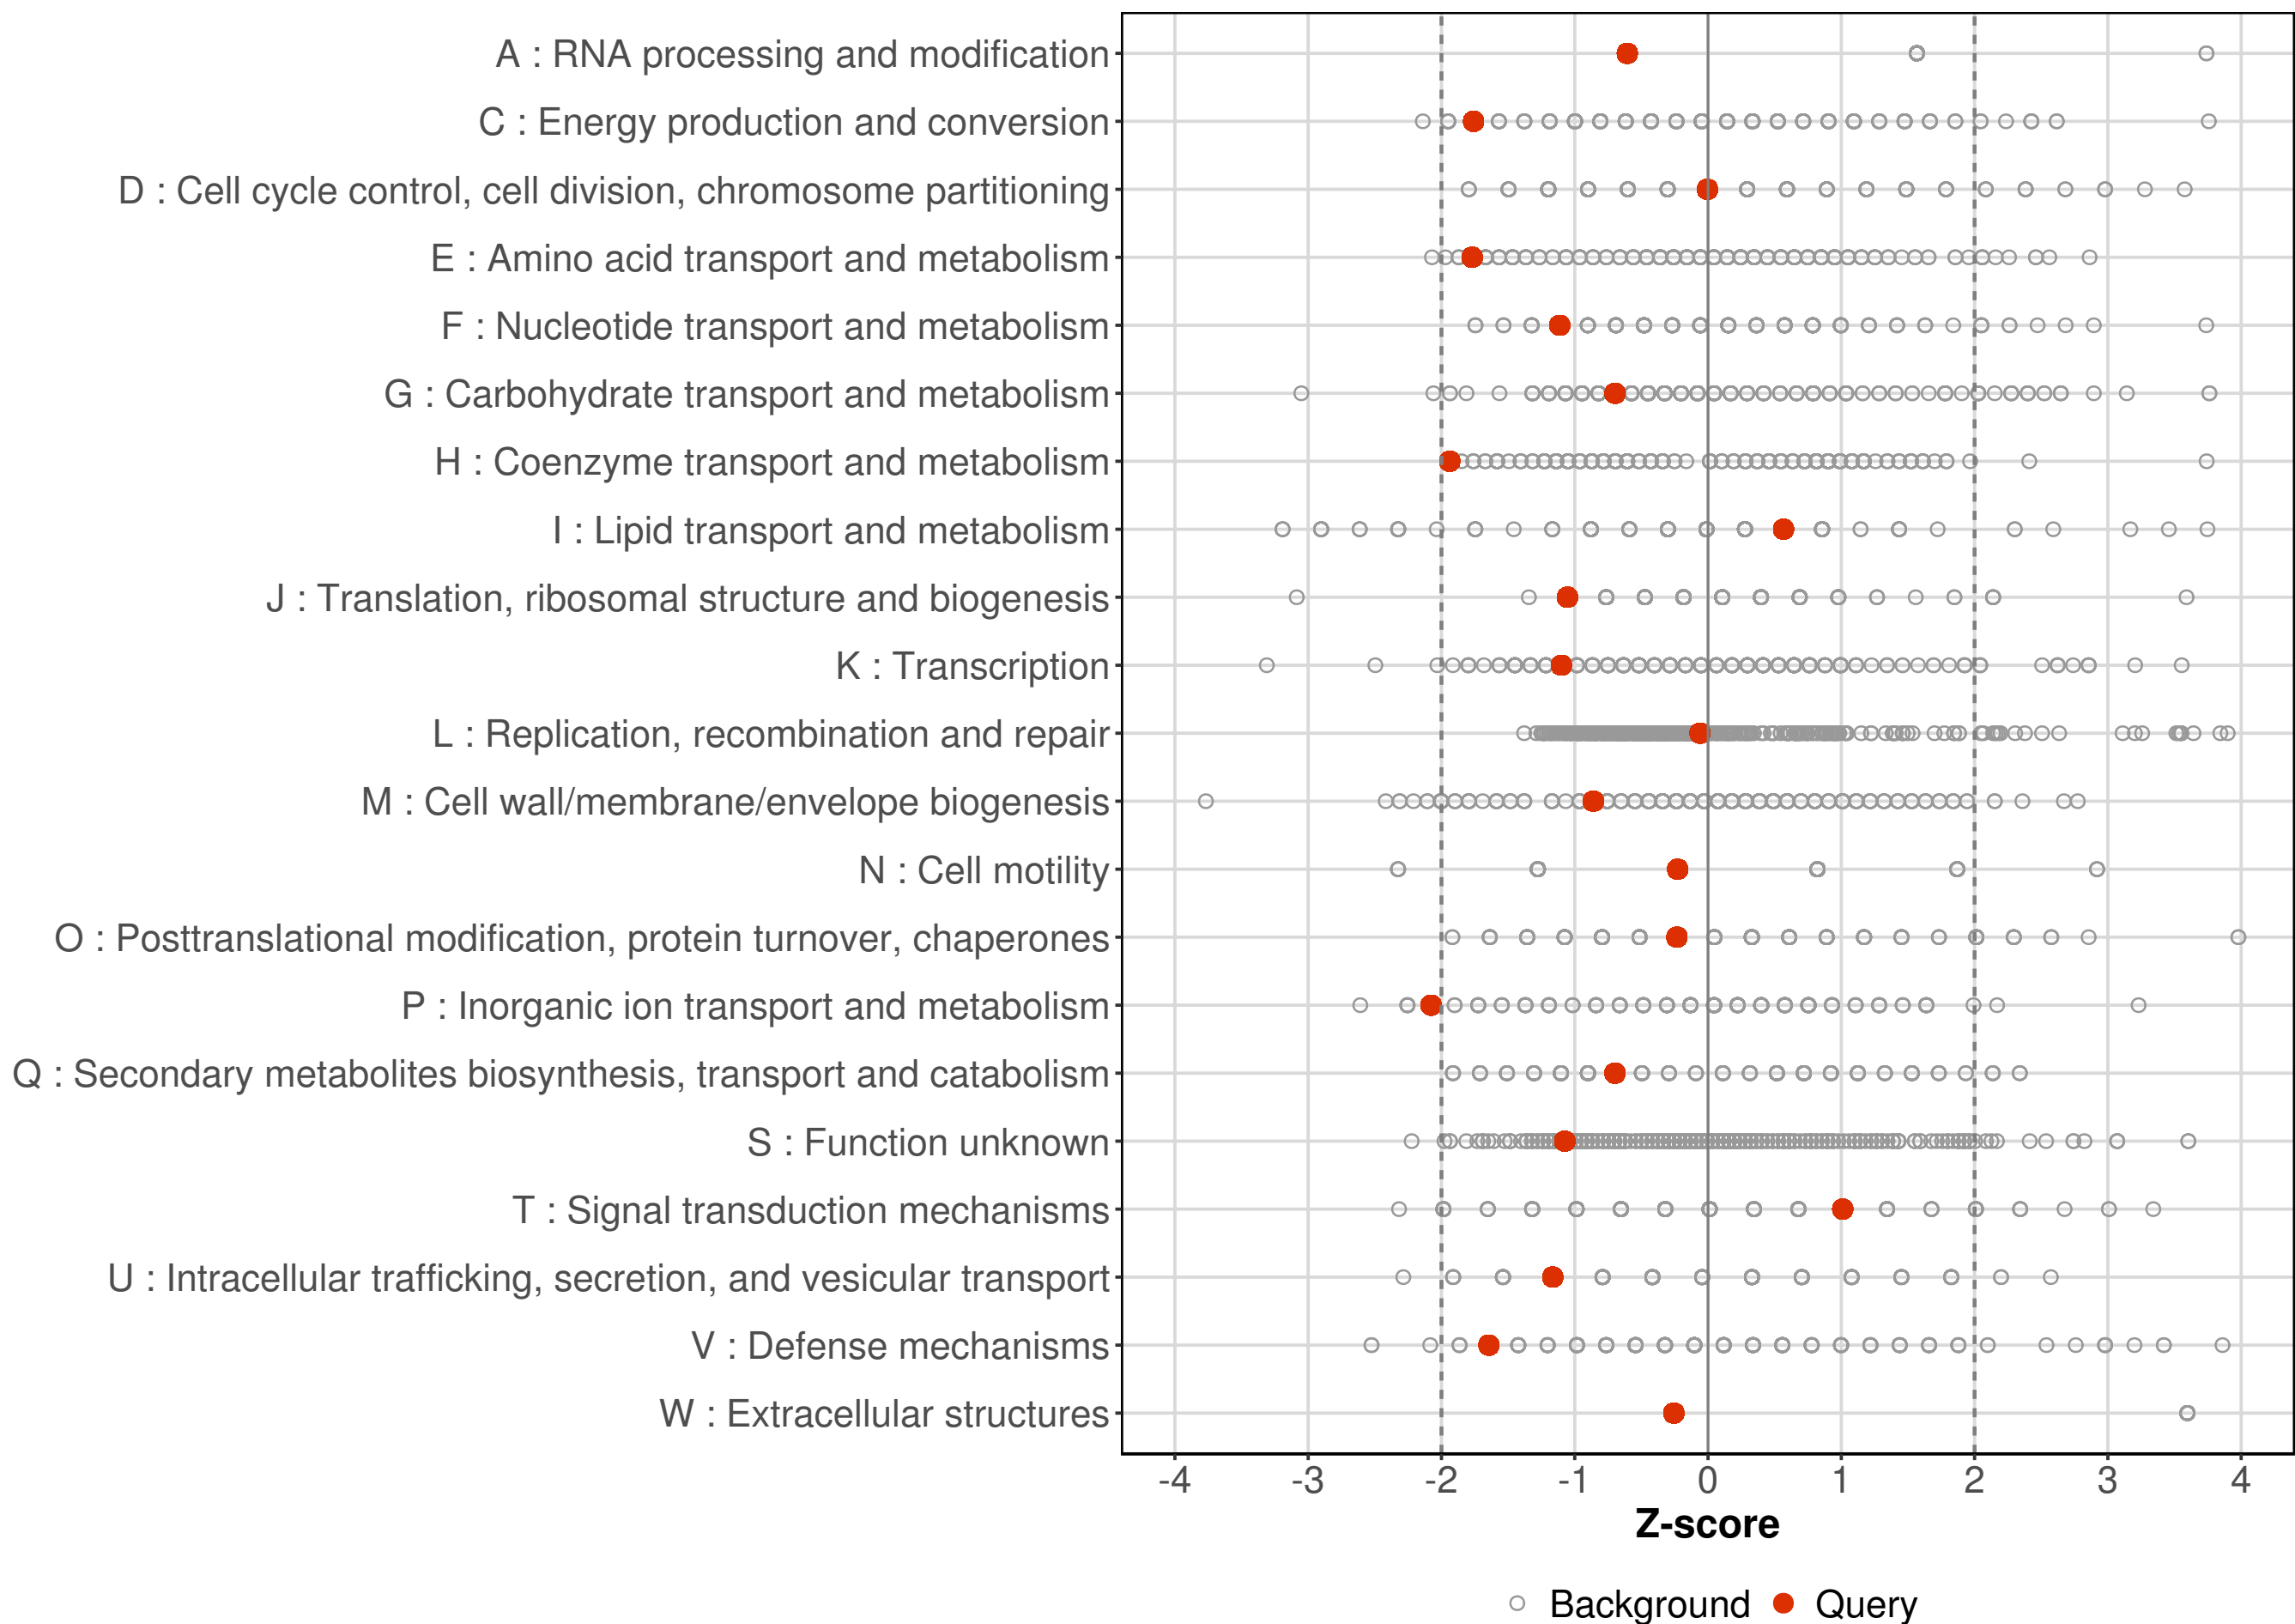 A : RNA processing and modification
C : Energy production and conversion
D : Cell cycle control, cell division, chromosome partitioning
E : Amino acid transport and metabolism
F : Nucleotide transport and metabolism
G : Carbohydrate transport and metabolism
H : Coenzyme transport and metabolism
I : Lipid transport and metabolism
J : Translation, ribosomal structure and biogenesis
K : Transcription
L : Replication, recombination and repair
M : Cell wall/membrane/envelope biogenesis
N : Cell motility
O : Posttranslational modification, protein turnover, chaperones
P : Inorganic ion transport and metabolism
Q : Secondary metabolites biosynthesis, transport and catabolism
S : Function unknown
T : Signal transduction mechanisms
U : Intracellular trafficking, secretion, and vesicular transport
V : Defense mechanisms
W : Extracellular structures
-4 -3 -2 -1 0 1 2 3 4
Z-score
Background Query